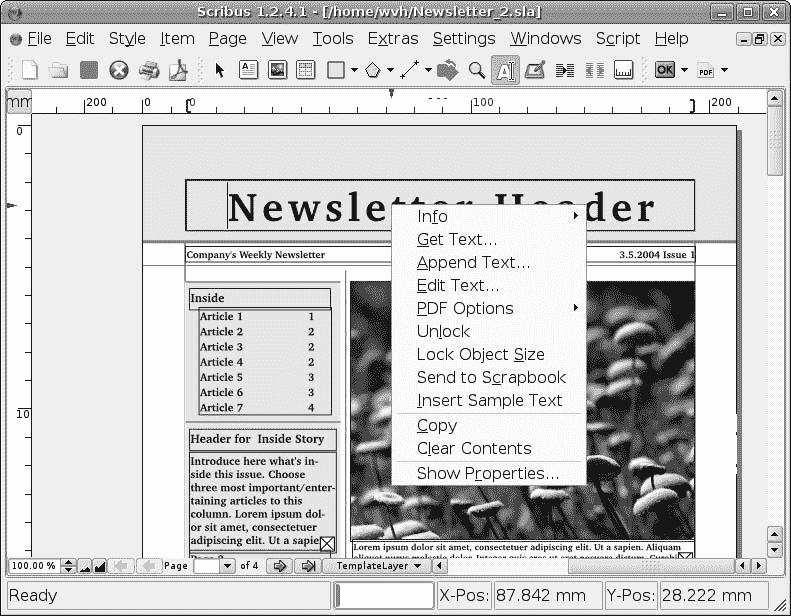 Scribus 1.2.4.1 - [/home/wvh/Newsletter_2.sla]
File Edit Style Item Page View Tools Extras Settings Windows Script Help
OK PDF
mm 200 0 0 100 200
0
10
Newsletter Header
Company's Weekly Newsletter 3.5.2004 Issue 1
Inside
Article 1 1
Article 2 2
Article 3 2
Article 4 2
Article 5 3
Article 6 3
Article 7 4
Header for Inside Story
Introduce here what's in-
side this issue. Choose
three most important/enter-
taining articles to this
column. Lorem ipsum dol-
or sit amet, consectetuer
adipiscing elit. Ut a sapie
Info
Get Text...
Append Text...
Edit Text...
PDF Options
Unlock
Lock Object Size
Send to Scrapbook
Insert Sample Text
Copy
Clear Contents
Show Properties...
Lorem ipsum dolor sit amet, consectetuer adipiscing elit. Ut a sapien. Aliquam
100.00 % Page of 4 TemplateLayer
Ready X-Pos: 87.842 mm Y-Pos: 28.222 mm